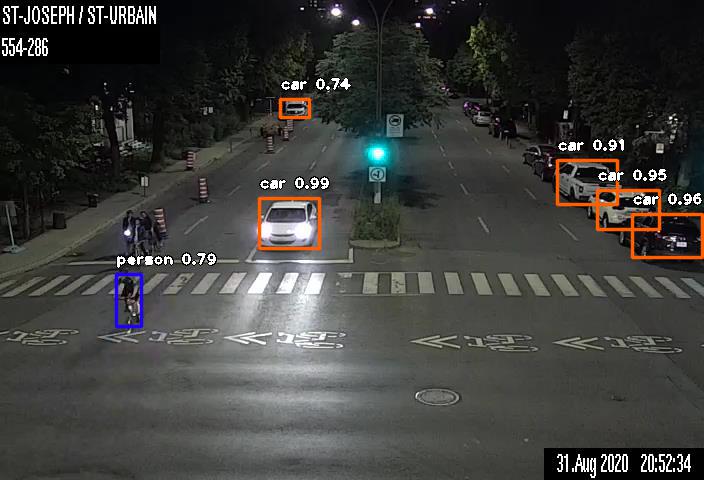 ST-JOSEPH / ST-URBAIN
554-286
car 0.74
car 0.91
car 0.95
car 0.99
car 0.96
person 0.79
31.Aug 2020 20:52:34